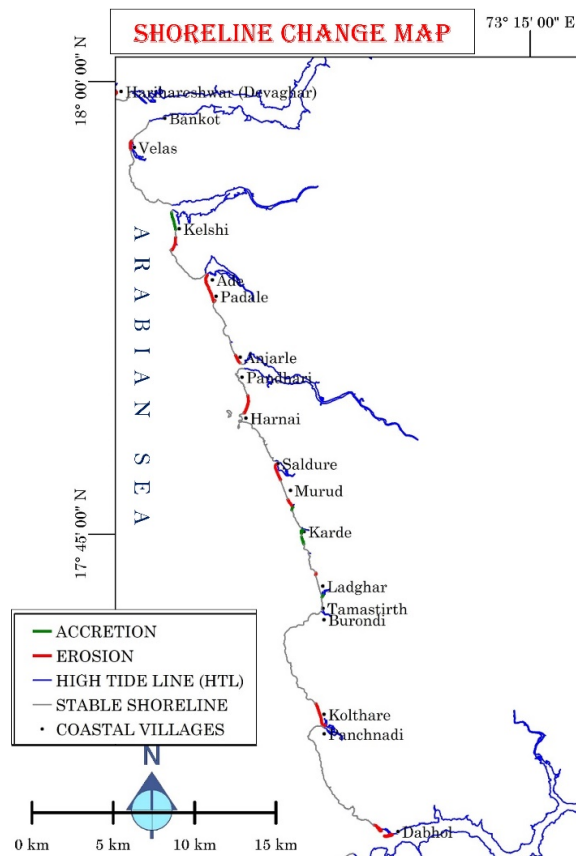 SHORELINE CHANGE MAP
73° 15' 00" E
18° 00' 00" N
Harihareshwar (Devaghar)
Bankot
Velas
Kelshi
ARABIAN SEA
Ade
Padale
Anjarle
Pandhari
Harnai
Saldure
Murud
17° 45' 00" N
Karde
Ladghar
Tamastirth
Burondi
ACCRETION
EROSION
HIGH TIDE LINE (HTL)
STABLE SHORELINE
COASTAL VILLAGES
Kolthare
Panchnadi
N
Dabhol
0 km 5 km 10 km 15 km